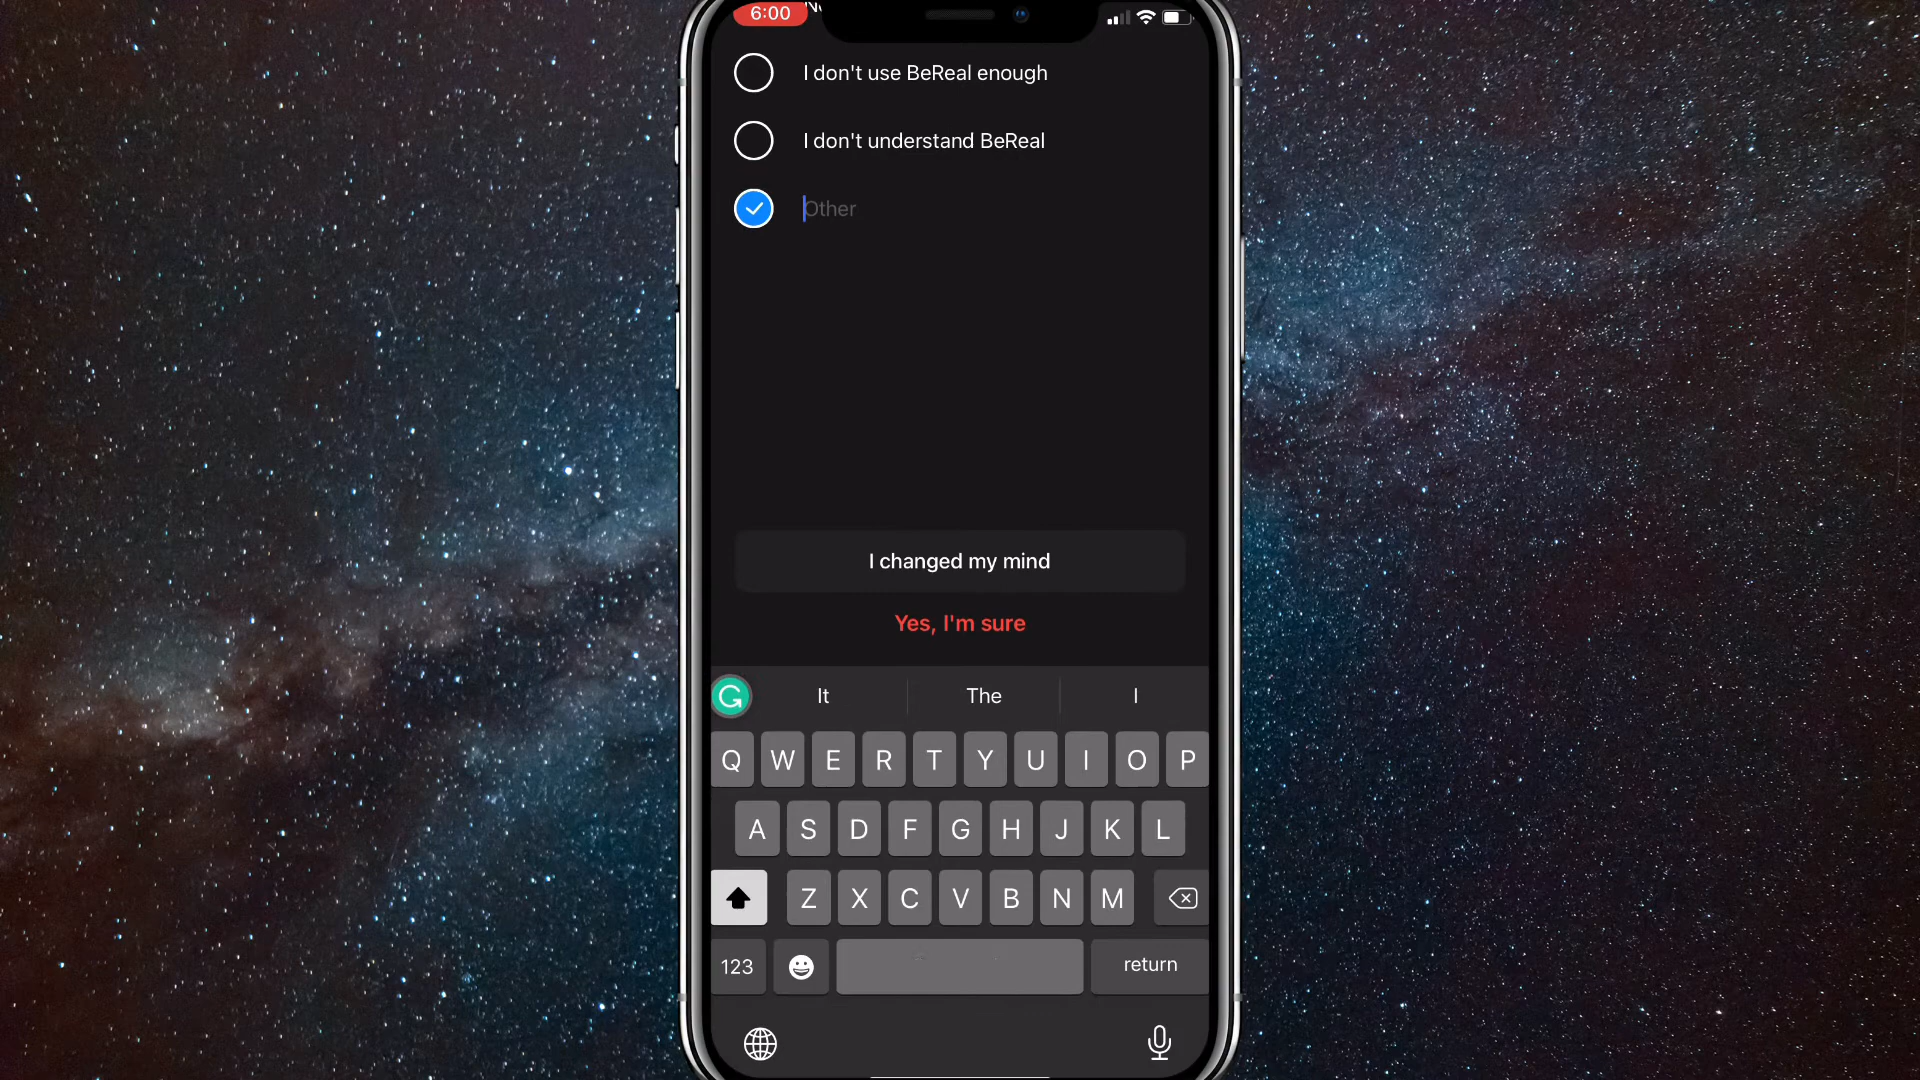 6:00
I don't use BeReal enough
I don't understand BeReal
Other
I changed my mind
Yes, I'm sure
It The I
Q W E R T Y U I O P
A S D F G H J K L
Z X C V B N M
123 return